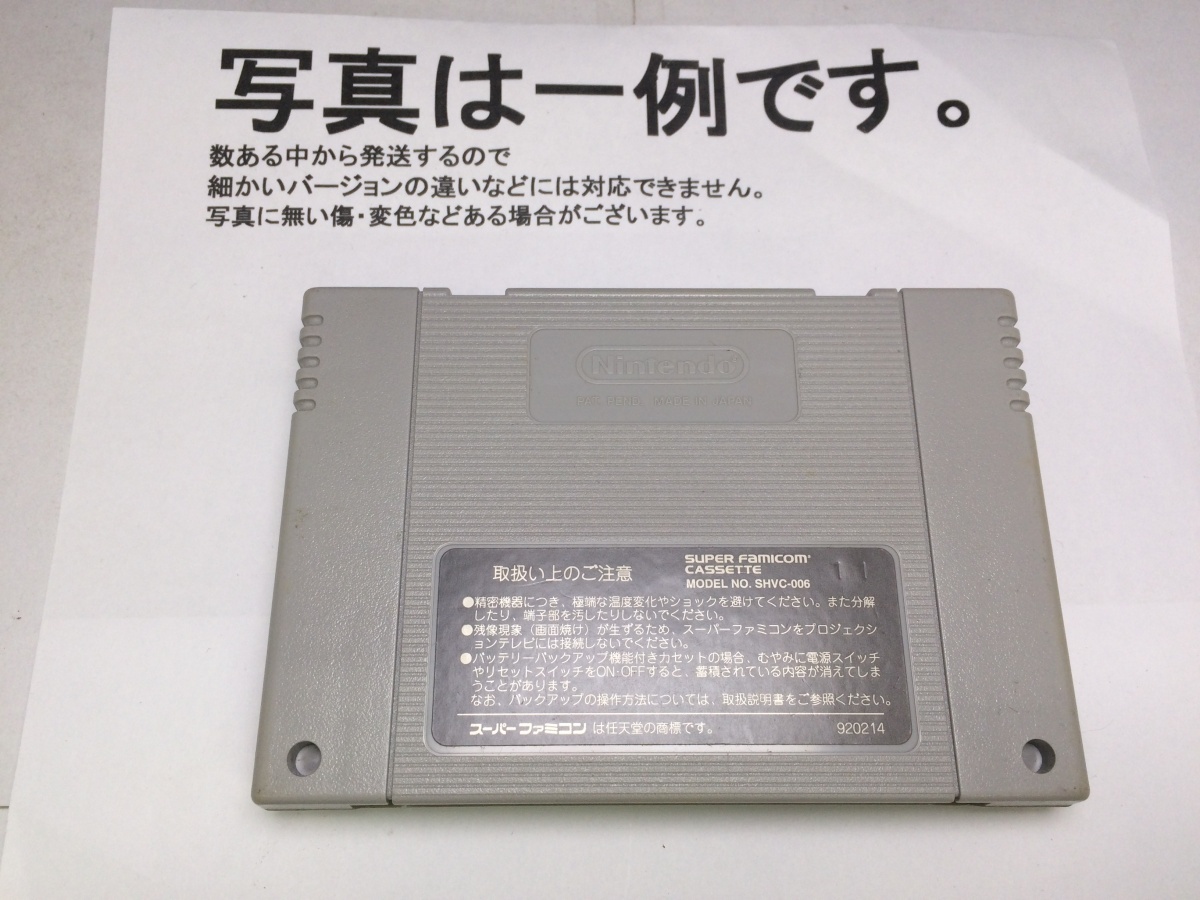 写真は一例です。
数ある中から発送するので
細かいバージョンの違いなどには対応できません。
写真に無い傷・変色などある場合がございます。
Nintendo
PAT. PEND. MADE IN JAPAN
取扱い上のご注意
SUPER FAMICOM
CASSETTE
MODEL NO. SHVC-006
11
●精密機器につき、極端な温度変化やショックを避けてください。また分解
したり、端子部を汚したりしないでください。
●残像現象(画面焼け)が生ずるため、スーパーファミコンをプロジェクシ
ョンテレビには接続しないでください。
●バッテリーバックアップ機能付きカセットの場合、むやみに電源スイッチ
やリセットスイッチをON・OFFすると、蓄積されている内容が消えてしま
うことがあります。
なお、バックアップの操作方法については、取扱説明書をご参照ください。
スーパーファミコンは任天堂の商標です。
920214